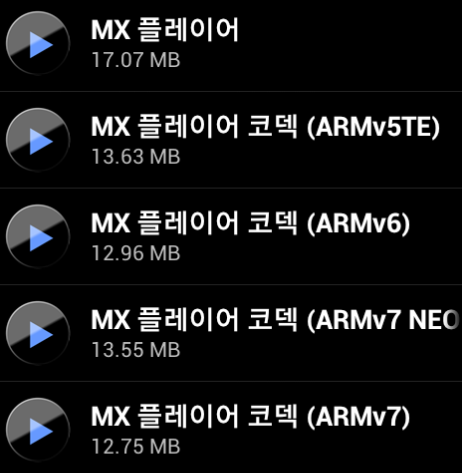 MX 플레이어
17.07 MB
MX 플레이어 코덱 (ARMv5TE)
13.63 MB
MX 플레이어 코덱 (ARMv6)
12.96 MB
MX 플레이어 코덱 (ARMv7 NEO
13.55 MB
MX 플레이어 코덱 (ARMv7)
12.75 MB